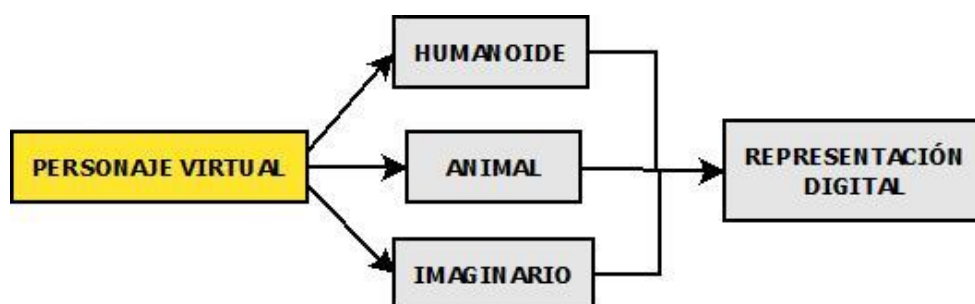 HUMANOIDE
PERSONAJE VIRTUAL
ANIMAL
REPRESENTACIÓN
DIGITAL
IMAGINARIO